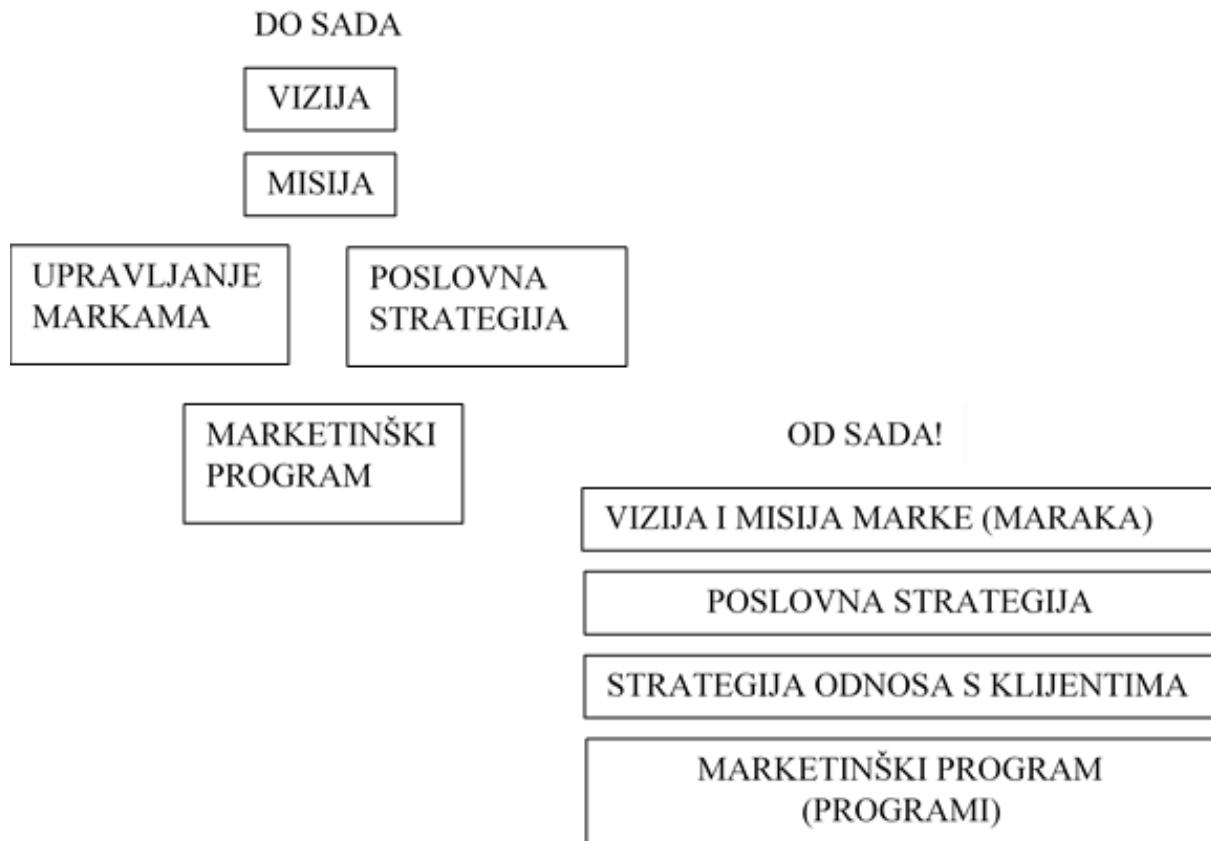 DO SADA
VIZIJA
MISIJA
UPRAVLJANJE
MARKAMA
POSLOVNA
STRATEGIJA
MARKETINŠKI
PROGRAM
OD SADA!
VIZIJA I MISIJA MARKE (MARAKA)
POSLOVNA STRATEGIJA
STRATEGIJA ODNOSA S KLIJENTIMA
MARKETINŠKI PROGRAM
(PROGRAMI)